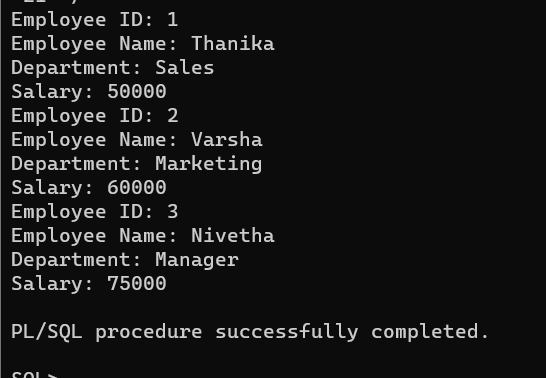 Employee ID: 1
Employee Name: Thanika
Department: Sales
Salary: 50000
Employee ID: 2
Employee Name: Varsha
Department: Marketing
Salary: 60000
Employee ID: 3
Employee Name: Nivetha
Department: Manager
Salary: 75000
PL/SQL procedure successfully completed.
SQL>